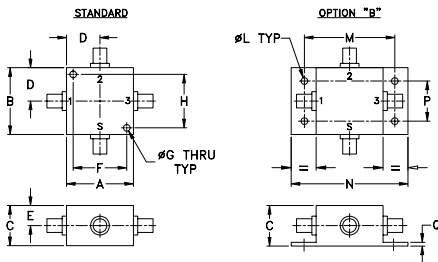 STANDARD
OPTION "B"
D
øL TYP
M
D
B
2
1
3
S
H
2
1
3
S
P
F
A
øG THRU
TYP
=
=
N
E
C
C
Q